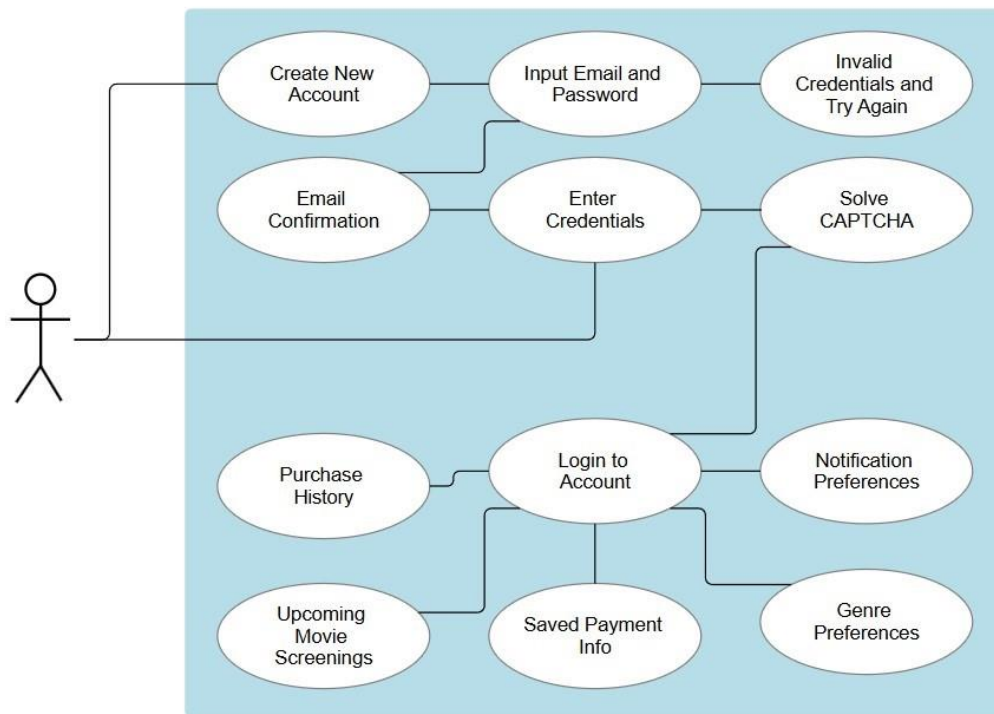 Create New
Account
Input Email and
Password
Invalid
Credentials and
Try Again
Email
Confirmation
Enter
Credentials
Solve
CAPTCHA
Purchase
History
Login to
Account
Notification
Preferences
Upcoming
Movie
Screenings
Saved Payment
Info
Genre
Preferences